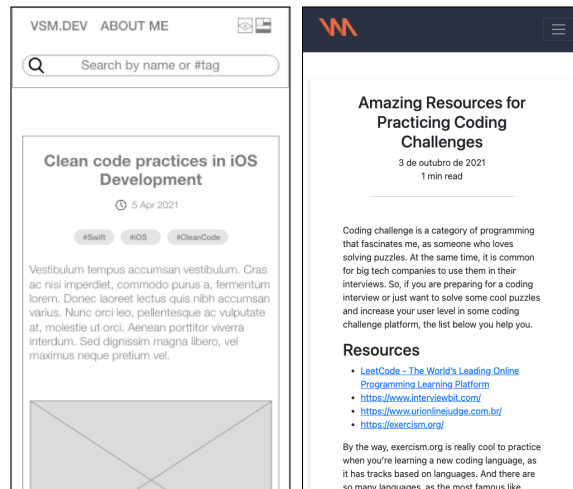 VSM.DEV ABOUT ME
Search by name or #tag
Clean code practices in iOS
Development
5 Apr 2021
#Swift #iOS #CleanCode
Vestibulum tempus accumsan vestibulum. Cras
ac nisi imperdiet, commodo purus a, fermentum
lorem. Donec laoreet lectus quis nibh accumsan
varius. Nunc orci leo, pellentesque ac vulputate
at, molestie ut orci. Aenean porttitor viverra
interdum. Sed dignissim magna libero, vel
maximus neque pretium vel.
Amazing Resources for
Practicing Coding
Challenges
3 de outubro de 2021
1 min read
Coding challenge is a category of programming
that fascinates me, as someone who loves
solving puzzles. At the same time, it is common
for big tech companies to use them in their
interviews. So, if you are preparing for a coding
interview or just want to solve some cool puzzles
and increase your user level in some coding
challenge platform, the list below you help you.
Resources
• LeetCode - The World's Leading Online
Programming Learning Platform
• https://www.interviewbit.com/
• https://www.urionlinejudge.com.br/
• https://exercism.org/
By the way, exercism.org is really cool to practice
when you're learning a new coding language, as
it has tracks based on languages. And there are
so many languages, as the most famous like